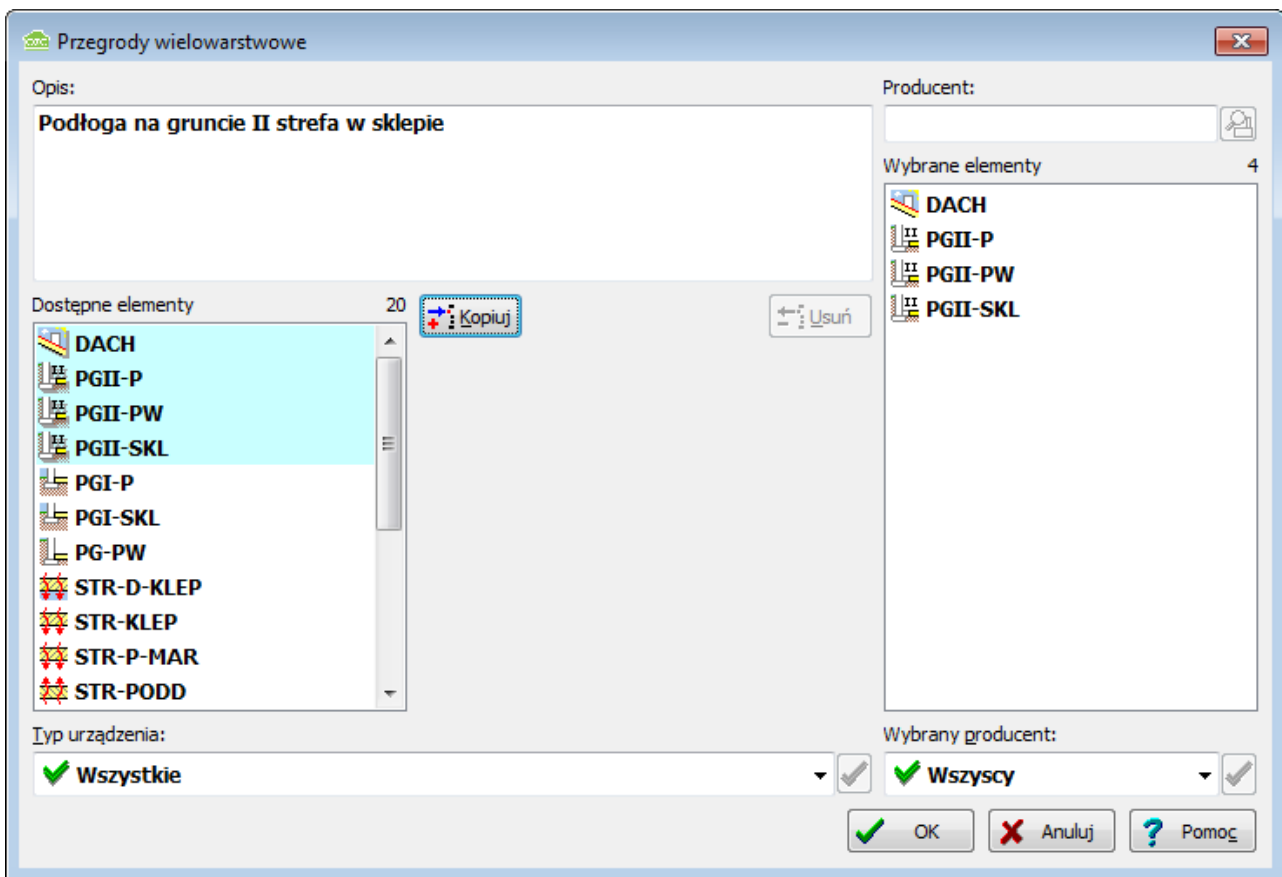 Przegrody wielowarstwowe
Opis:
Podłoga na gruncie II strefa w sklepie
Producent:
Wybrane elementy 4
DACH
PGII-P
PGII-PW
PGII-SKL
Dostępne elementy 20
Kopiuj
Usuń
DACH
PGII-P
PGII-PW
PGII-SKL
PGI-P
PGI-SKL
PG-PW
STR-D-KLEP
STR-KLEP
STR-P-MAR
STR-PODD
Typ urządzenia:
Wszystkie
Wybrany producent:
Wszyscy
OK
Anuluj
Pomoc